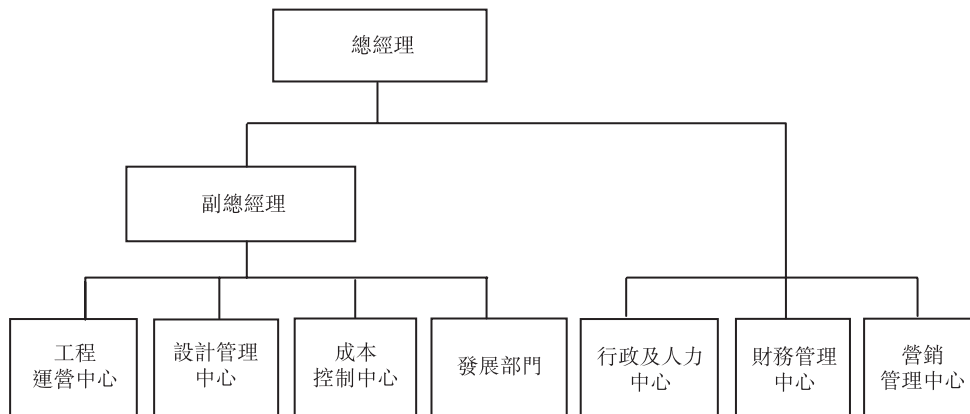 總經理
副總經理
工程
運營中心
設計管理
中心
成本
控制中心
發展部門
行政及人力
中心
財務管理
中心
營銷
管理中心